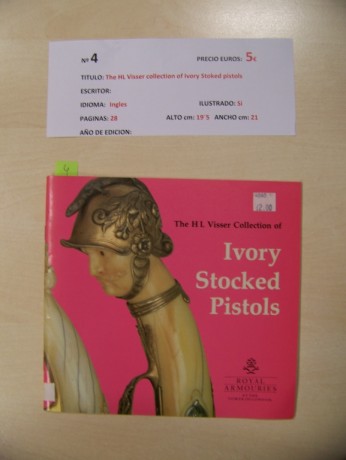 Nº 4 PRECIO EUROS: 5€
TITULO: The HL Visser collection of Ivory Stoked pistols
ESCRITOR:
IDIOMA: Ingles ILUSTRADO: Si
PAGINAS: 28 ALTO cm: 19´5 ANCHO cm: 21
AÑO DE EDICION:
4
The H L Visser Collection of
Ivory
Stocked
Pistols
ROYAL
ARMOURIES